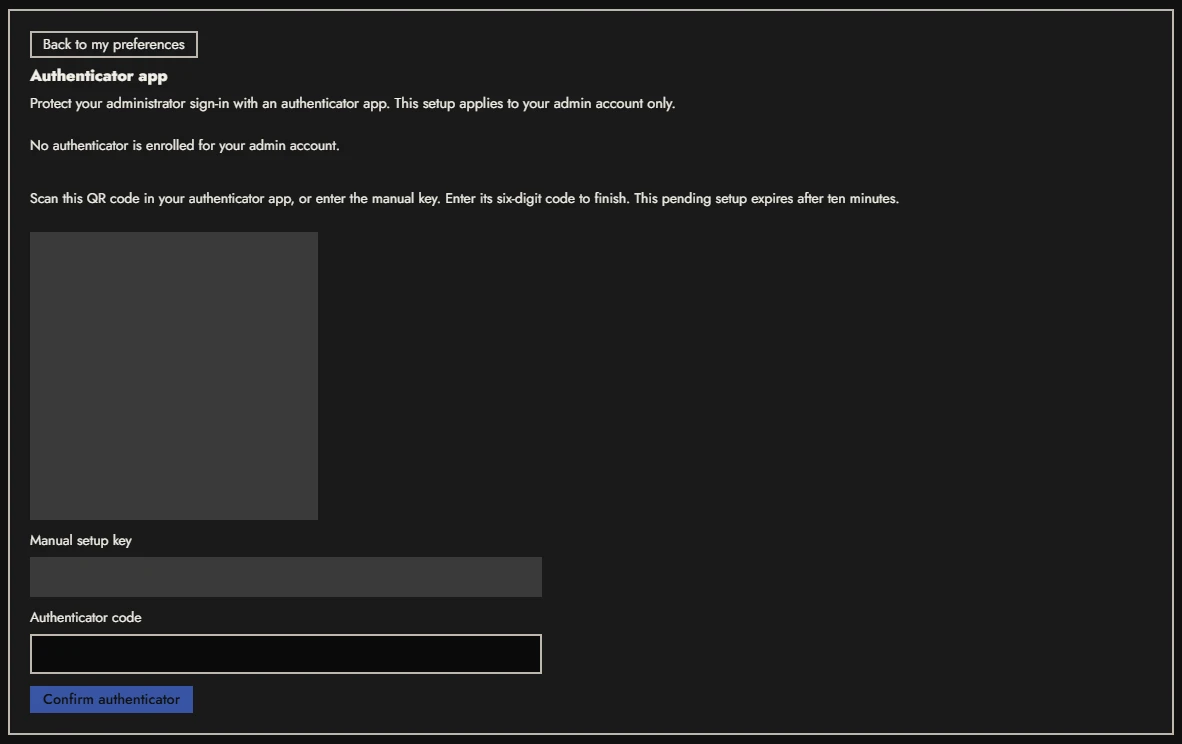 Back to my preferences
Authenticator app
Protect your administrator sign-in with an authenticator app. This setup applies to your admin account only.
No authenticator is enrolled for your admin account.
Scan this QR code in your authenticator app, or enter the manual key. Enter its six-digit code to finish. This pending setup expires after ten minutes.
Manual setup key
Authenticator code
Confirm authenticator